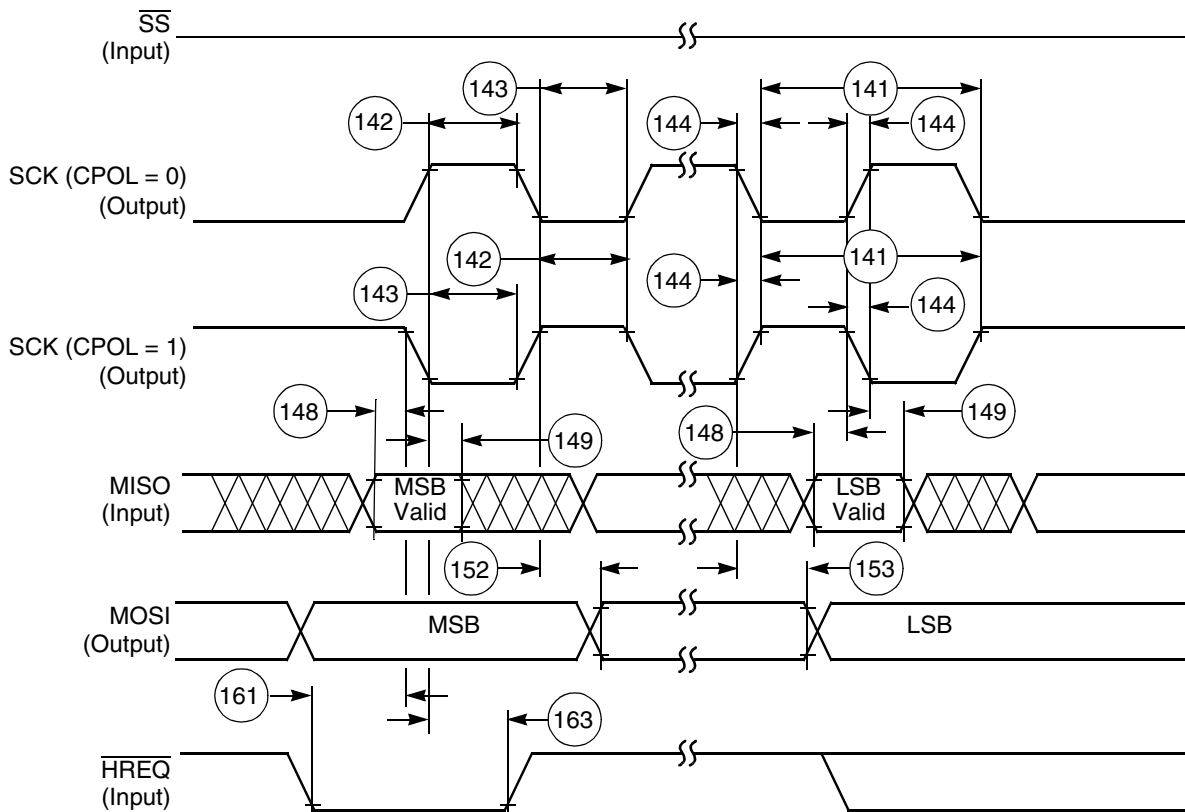 SS
(Input)
143
141
142
144
144
SCK (CPOL = 0)
(Output)
142
141
143
144
144
SCK (CPOL = 1)
(Output)
148
149
148
149
MISO
(Input)
MSB
Valid
LSB
Valid
152
153
MOSI
(Output)
MSB
LSB
161
163
HREQ
(Input)